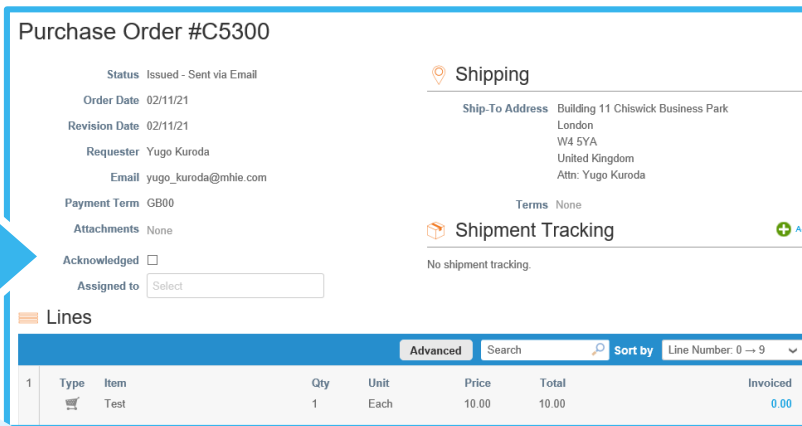 Purchase Order #C5300
Status Issued - Sent via Email
Order Date 02/11/21
Revision Date 02/11/21
Requester Yugo Kuroda
Email yugo_kuroda@mhie.com
Payment Term GB00
Attachments None
Acknowledged
Assigned to Select
Shipping
Ship-To Address Building 11 Chiswick Business Park
London
W4 5YA
United Kingdom
Attn: Yugo Kuroda
Terms None
Shipment Tracking
No shipment tracking.
Lines
Advanced Search Sort by Line Number: 0 → 9
1 Type Item Qty Unit Price Total Invoiced
Test 1 Each 10.00 10.00 0.00